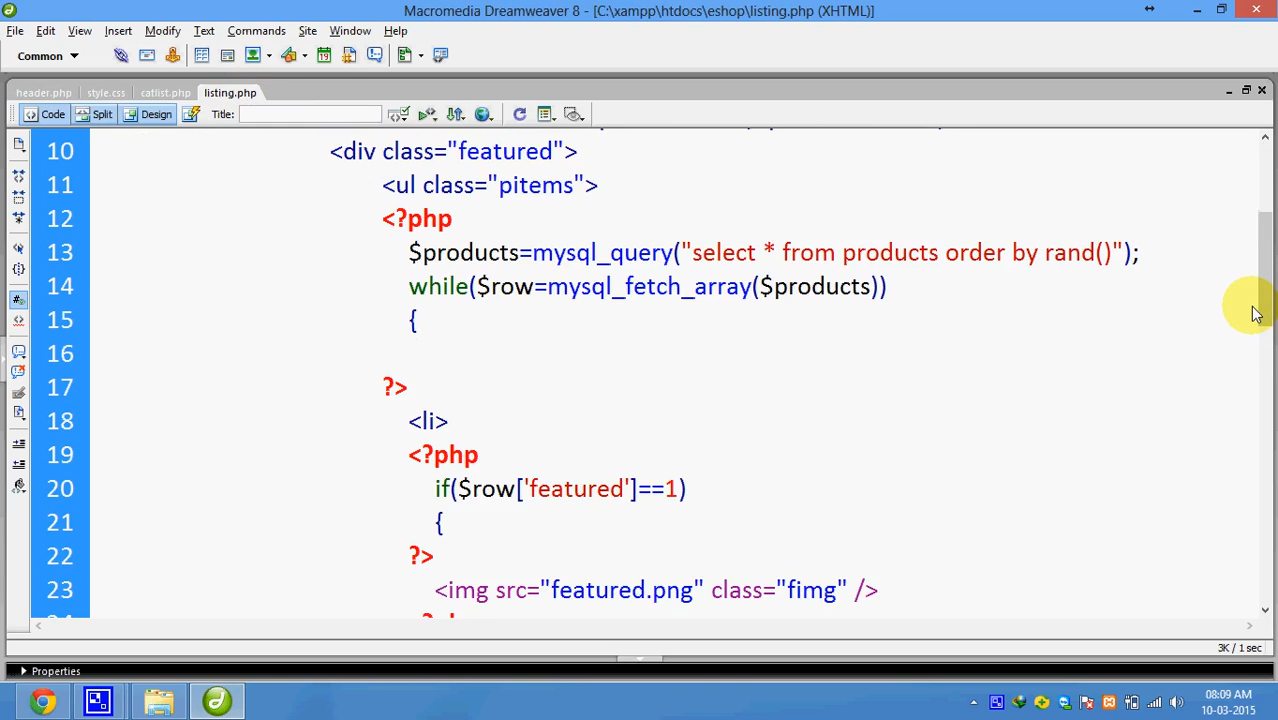 Macromedia Dreamweaver 8 - [C:\xampp\htdocs\eshop\listing.php (XHTML)]
File Edit View Insert Modify Text Commands Site Window Help
Common
header.php style.css catlist.php listing.php
Code Split Design Title:
10 <div class="featured">
11 <ul class="pitems">
12 <?php
13 $products=mysql_query("select * from products order by rand()");
14 while($row=mysql_fetch_array($products))
15 {
16
17 ?>
18 <li>
19 <?php
20 if($row['featured']==1)
21 {
22 ?>
23 <img src="featured.png" class="fimg" />
3K / 1 sec
Properties
08:09 AM
10-03-2015